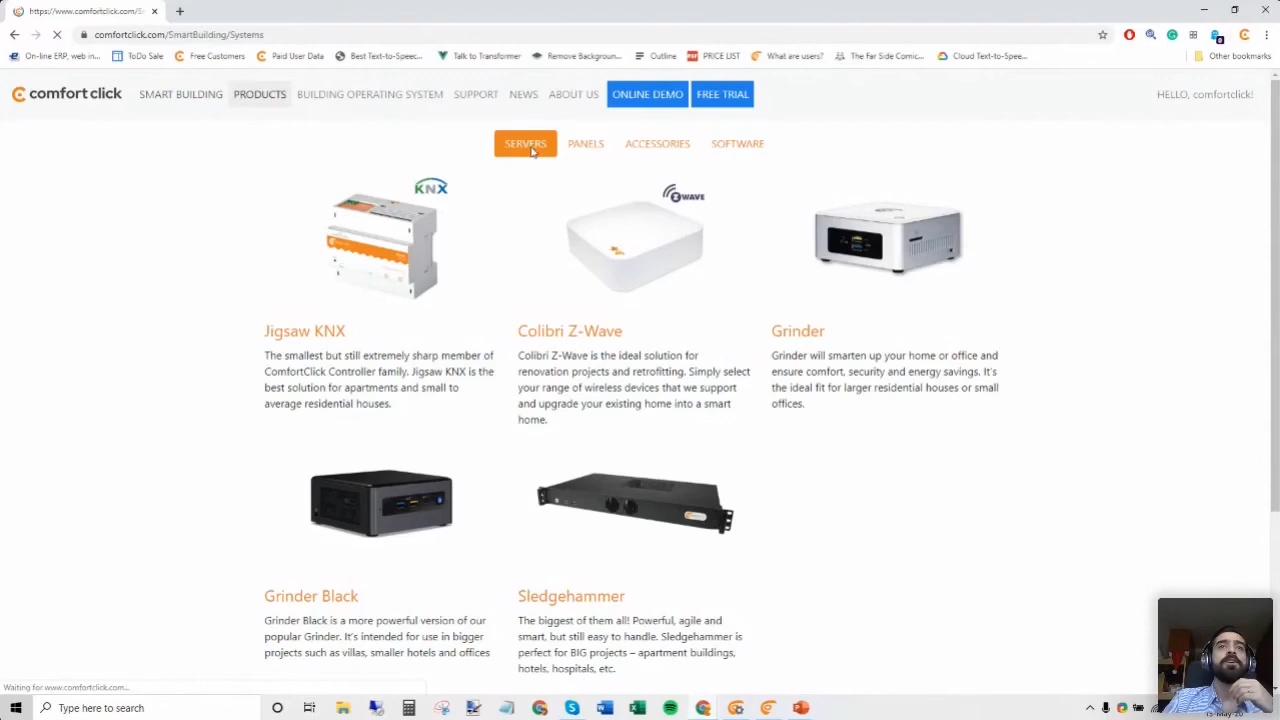 https://www.comfortclick.com/Sm
comfortclick.com/SmartBuilding/Systems
On-line ERP, web in... ToDo Sale Free Customers Paid User Data Best Text-to-Speec... Talk to Transformer Remove Backgroun... Outline PRICE LIST What are users? The Far Side Comic... Cloud Text-to-Spee... Other bookmarks
comfortclick SMART BUILDING PRODUCTS BUILDING OPERATING SYSTEM SUPPORT NEWS ABOUT US ONLINE DEMO FREE TRIAL HELLO, comfortclick!
SERVERS PANELS ACCESSORIES SOFTWARE
KNX
WAVE
Jigsaw KNX
The smallest but still extremely sharp member of
ComfortClick Controller family. Jigsaw KNX is the
best solution for apartments and small to
average residential houses.
Colibri Z-Wave
Colibri Z-Wave is the ideal solution for
renovation projects and retrofitting. Simply select
your range of wireless devices that we support
and upgrade your existing home into a smart
home.
Grinder
Grinder will smarten up your home or office and
ensure comfort, security and energy savings. It's
the ideal fit for larger residential houses or small
offices.
Grinder Black
Grinder Black is a more powerful version of our
popular Grinder. It's intended for use in bigger
projects such as villas, smaller hotels and offices
Sledgehammer
The biggest of them all! Powerful, agile and
smart, but still easy to handle. Sledgehammer is
perfect for BIG projects – apartment buildings,
hotels, hospitals, etc.
Waiting for www.comfortclick.com...
Type here to search
15-May-20